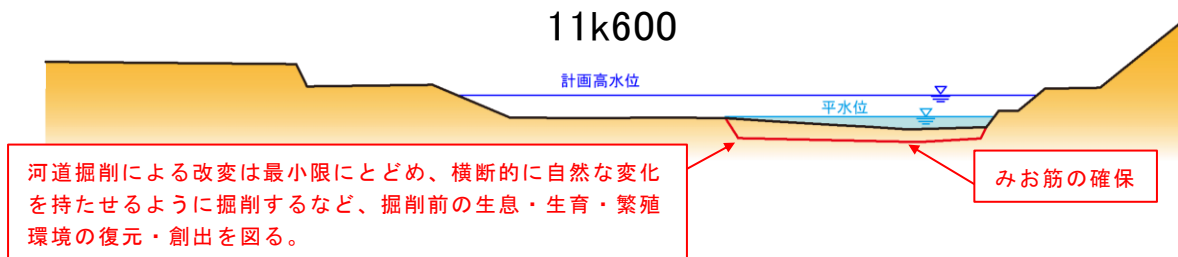 11k600
計画高水位
平水位
河道掘削による改変は最小限にとどめ、横断的に自然な変化
を持たせるように掘削するなど、掘削前の生息・生育・繁殖
環境の復元・創出を図る。
みお筋の確保